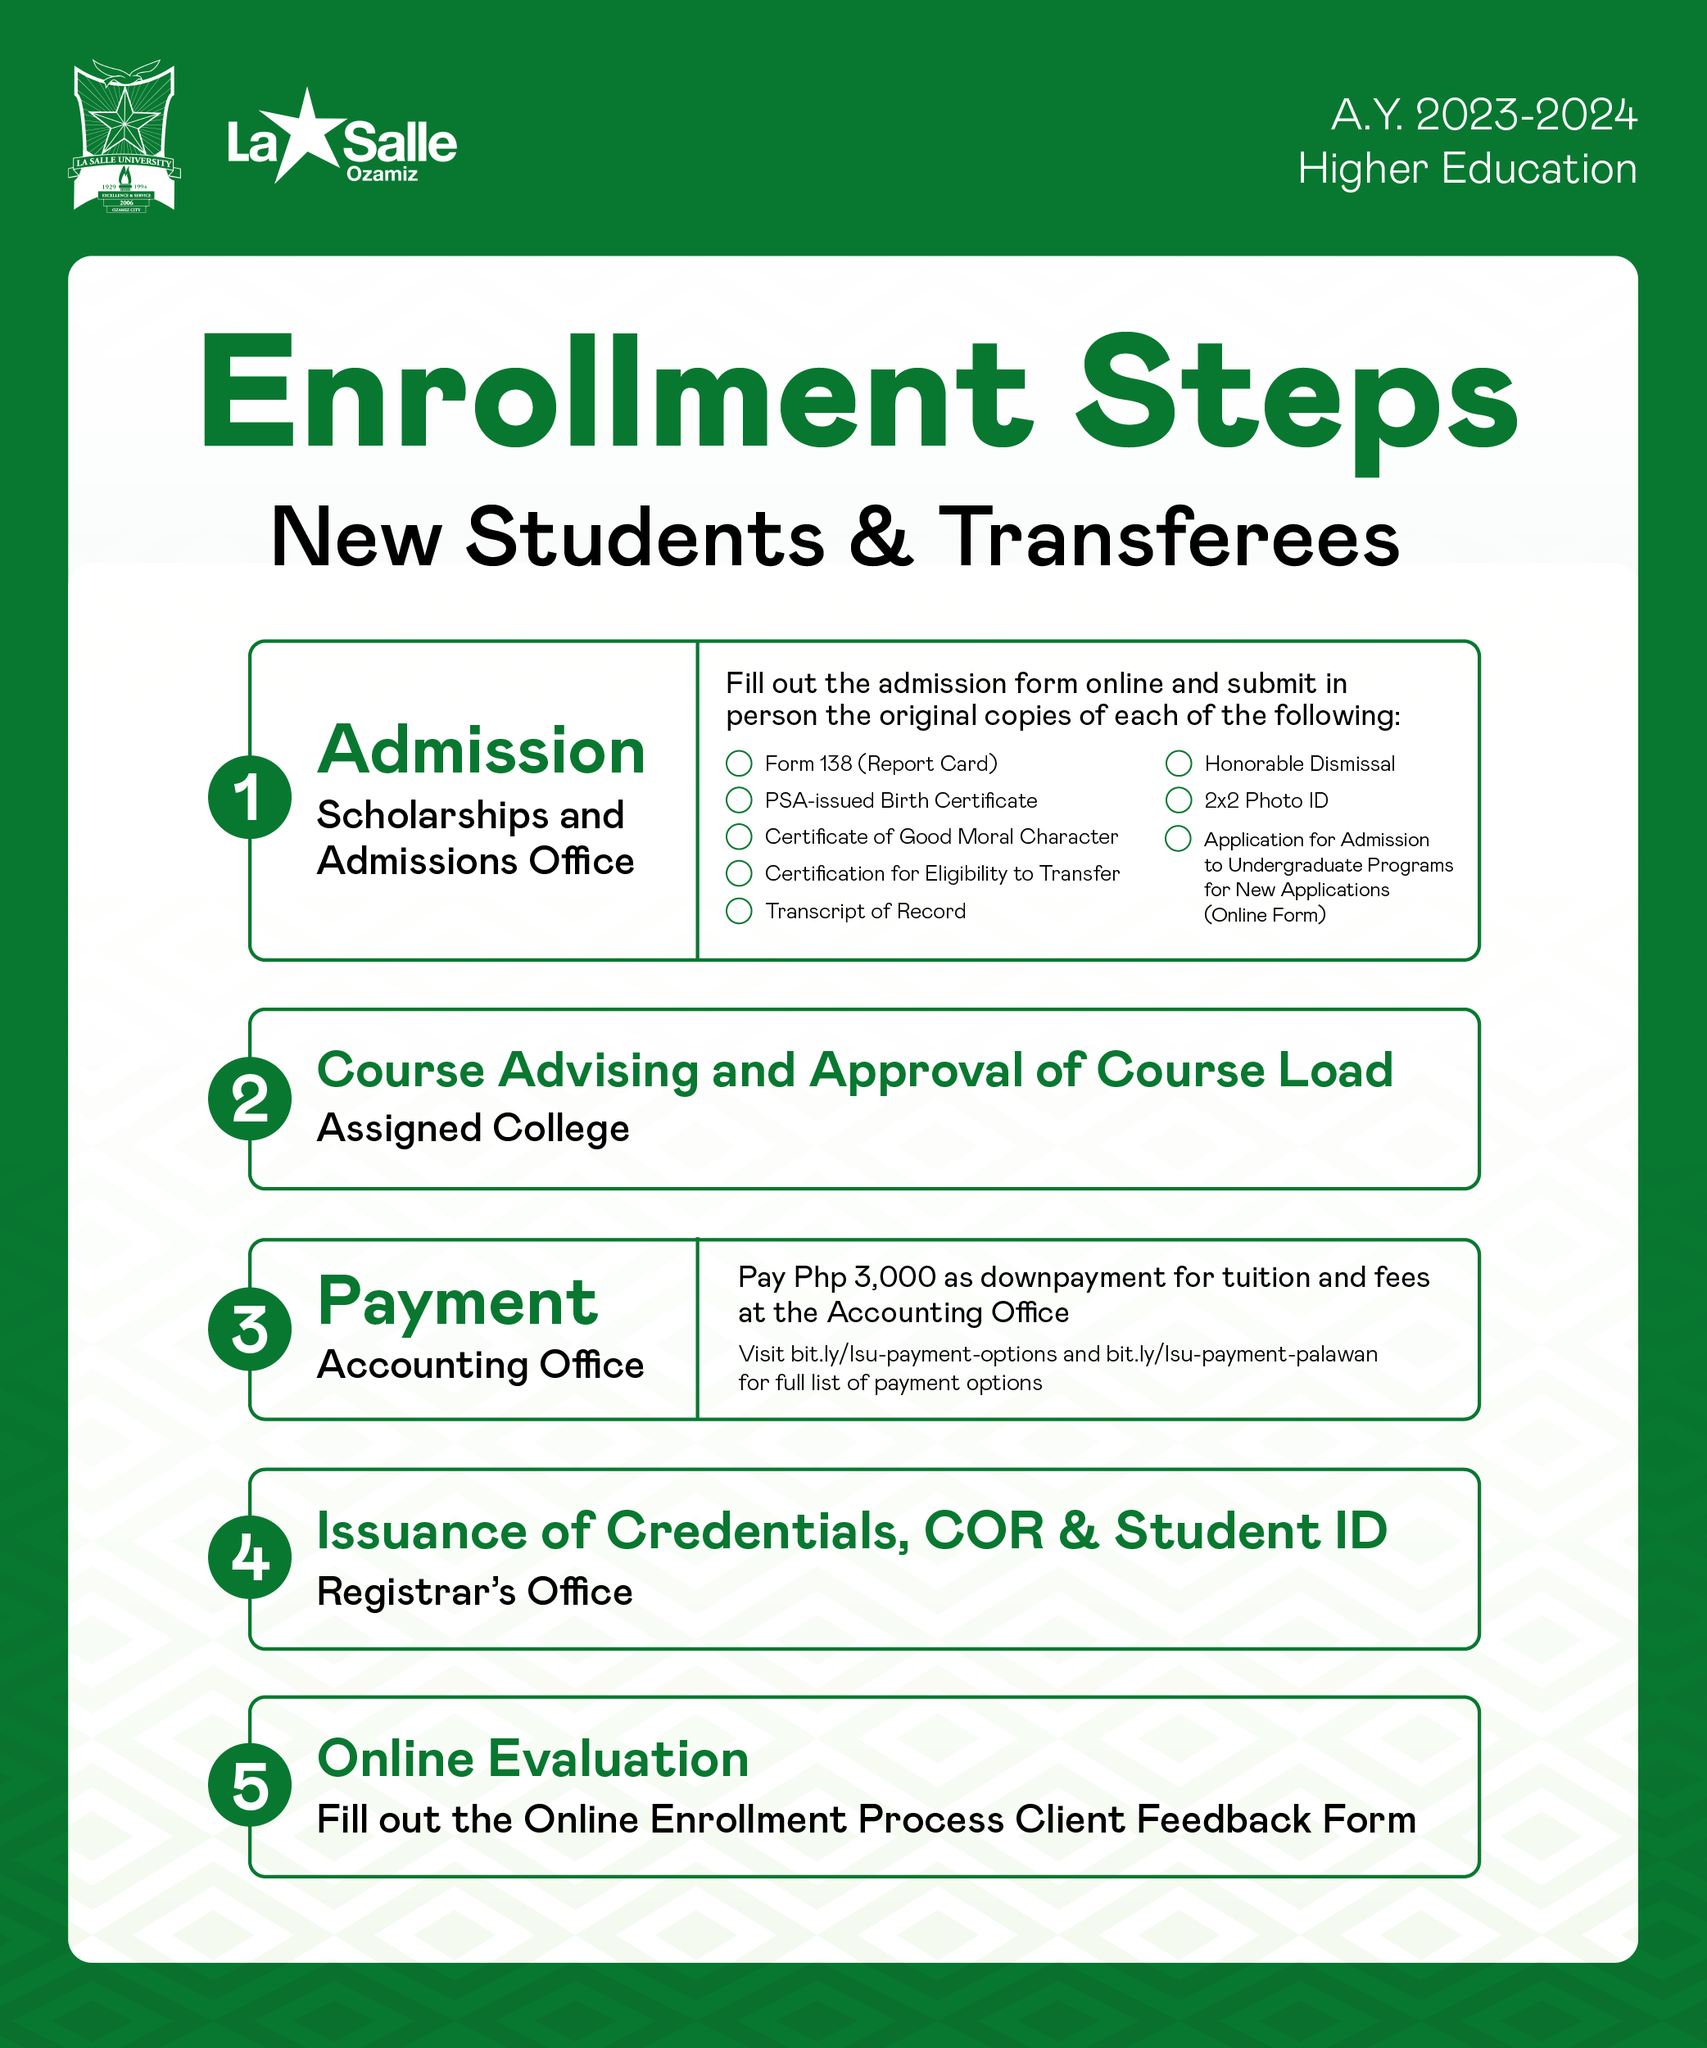 LA SALLE UNIVERSITY
1929 1994
EXCELLENCE & SERVICE
2006
OZAMIZ CITY
La Salle
Ozamiz
A.Y. 2023-2024
Higher Education
Enrollment Steps
New Students & Transferees
1
Admission
Scholarships and
Admissions Office
Fill out the admission form online and submit in
person the original copies of each of the following:
Form 138 (Report Card)
PSA-issued Birth Certificate
Certificate of Good Moral Character
Certification for Eligibility to Transfer
Transcript of Record
Honorable Dismissal
2x2 Photo ID
Application for Admission
to Undergraduate Programs
for New Applications
(Online Form)
2
Course Advising and Approval of Course Load
Assigned College
3
Payment
Accounting Office
Pay Php 3,000 as downpayment for tuition and fees
at the Accounting Office
Visit bit.ly/lsu-payment-options and bit.ly/lsu-payment-palawan
for full list of payment options
4
Issuance of Credentials, COR & Student ID
Registrar’s Office
5
Online Evaluation
Fill out the Online Enrollment Process Client Feedback Form